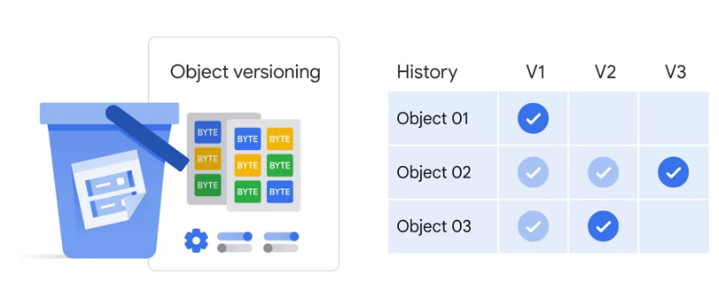 Object versioning
BYTE BYTE BYTE
BYTE BYTE BYTE
BYTE BYTE BYTE
History V1 V2 V3
Object 01
Object 02
Object 03